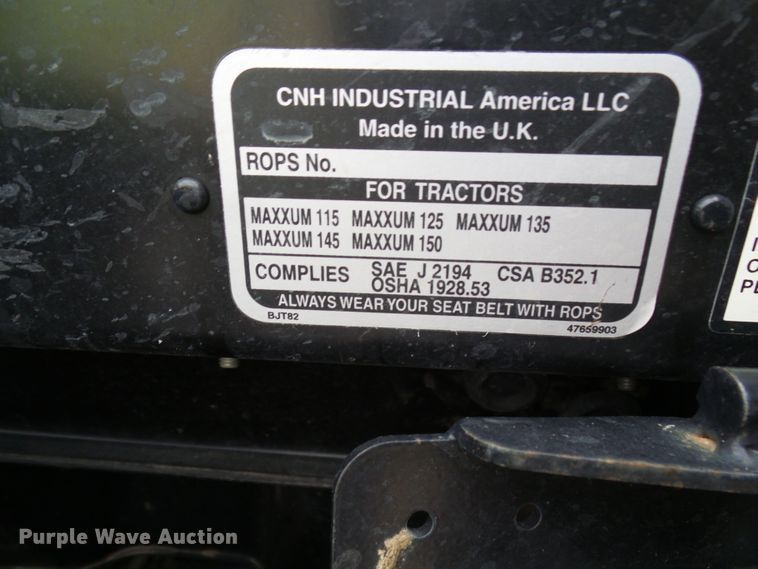 CNH INDUSTRIAL America LLC
Made in the U.K.
ROPS No.
FOR TRACTORS
MAXXUM 115 MAXXUM 125 MAXXUM 135
MAXXUM 145 MAXXUM 150
COMPLIES SAE J 2194 CSA B352.1
OSHA 1928.53
ALWAYS WEAR YOUR SEAT BELT WITH ROPS
BJT82 47659903
Purple Wave Auction